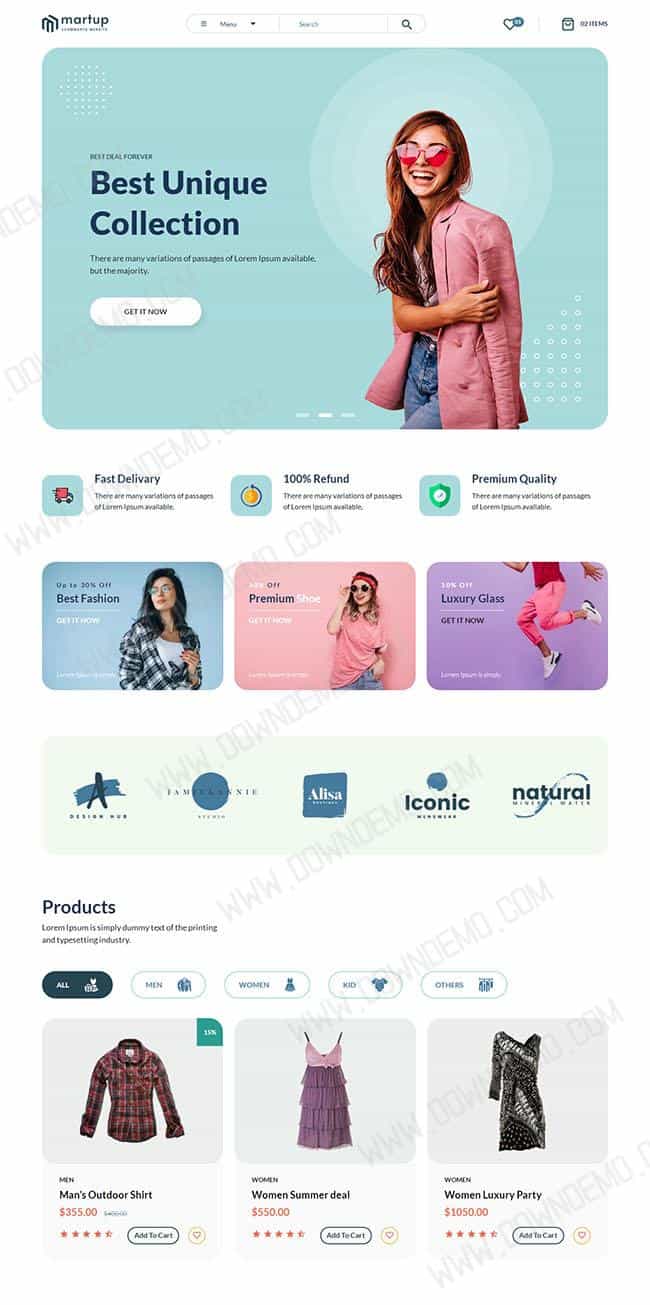 martup
ECOMMERCE WEBSITE
Menu
Search
02 ITEMS
BEST DEAL FOREVER
Best Unique
Collection
There are many variations of passages of Lorem Ipsum available,
but the majority.
GET IT NOW
Fast Delivary
There are many variations of passages
of Lorem Ipsum available.
100% Refund
There are many variations of passages
of Lorem Ipsum available,
Premium Quality
There are many variations of passages
of Lorem Ipsum available.
Up to 30% Off
Best Fashion
GET IT NOW
Lorem Ipsum is simply
Off
Premium Shoe
GET IT NOW
Lorem Ipsum is simply
Off
Luxury Glass
GET IT NOW
Lorem Ipsum is simply
A
DESIGN HUB
STUDIO
Alisa
BOUTIQUE
Iconic
MENSWEAR
natural
MINERAL WATER
Products
Lorem Ipsum is simply dummy text of the printing
and typesetting industry.
ALL
MEN
WOMEN
KID
OTHERS
15%
MEN
Man's Outdoor Shirt
$355.00 $400.00
Add To Cart
WOMEN
Women Summer deal
$550.00
Add To Cart
WOMEN
Women Luxury Party
$1050.00
Add To Cart
WWW.DOWNDEMO.COM